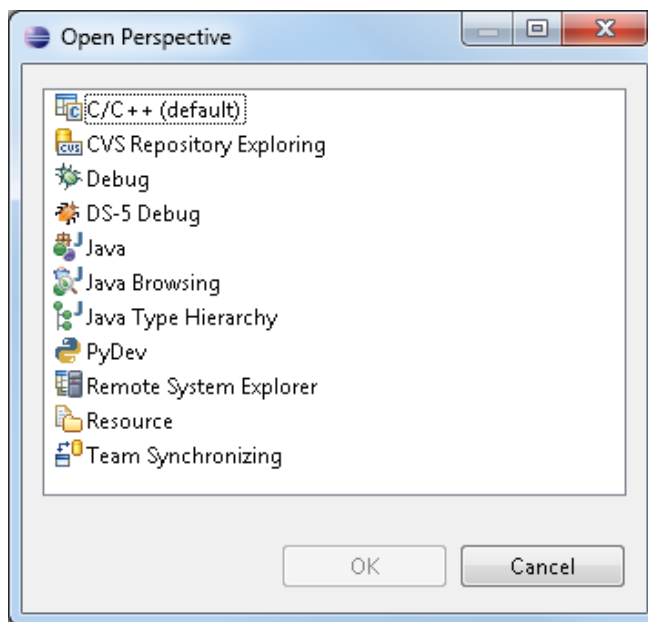 Open Perspective
C/C++ (default)
CVS Repository Exploring
Debug
DS-5 Debug
Java
Java Browsing
Java Type Hierarchy
PyDev
Remote System Explorer
Resource
Team Synchronizing
OK
Cancel